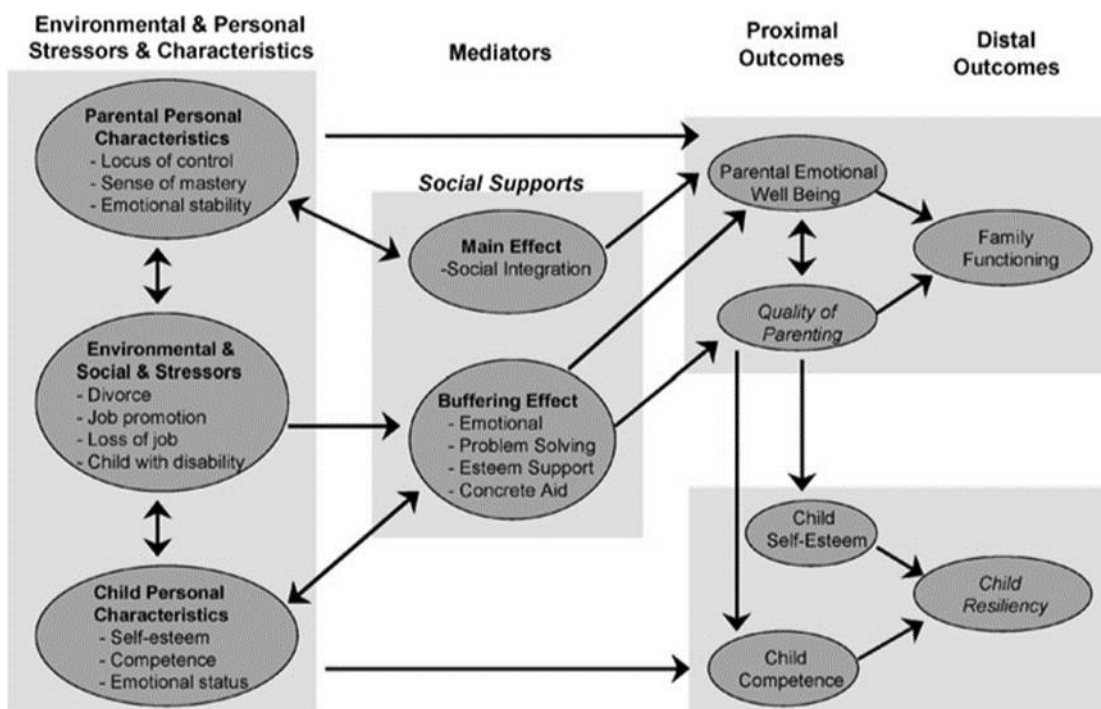 Environmental & Personal
Stressors & Characteristics
Mediators
Proximal
Outcomes
Distal
Outcomes
Parental Personal
Characteristics
- Locus of control
- Sense of mastery
- Emotional stability
Social Supports
Main Effect
-Social Integration
Parental Emotional
Well Being
Family
Functioning
Quality of
Parenting
Environmental &
Social & Stressors
- Divorce
- Job promotion
- Loss of job
- Child with disability
Buffering Effect
- Emotional
- Problem Solving
- Esteem Support
- Concrete Aid
Child
Self-Esteem
Child
Resiliency
Child Personal
Characteristics
- Self-esteem
- Competence
- Emotional status
Child
Competence